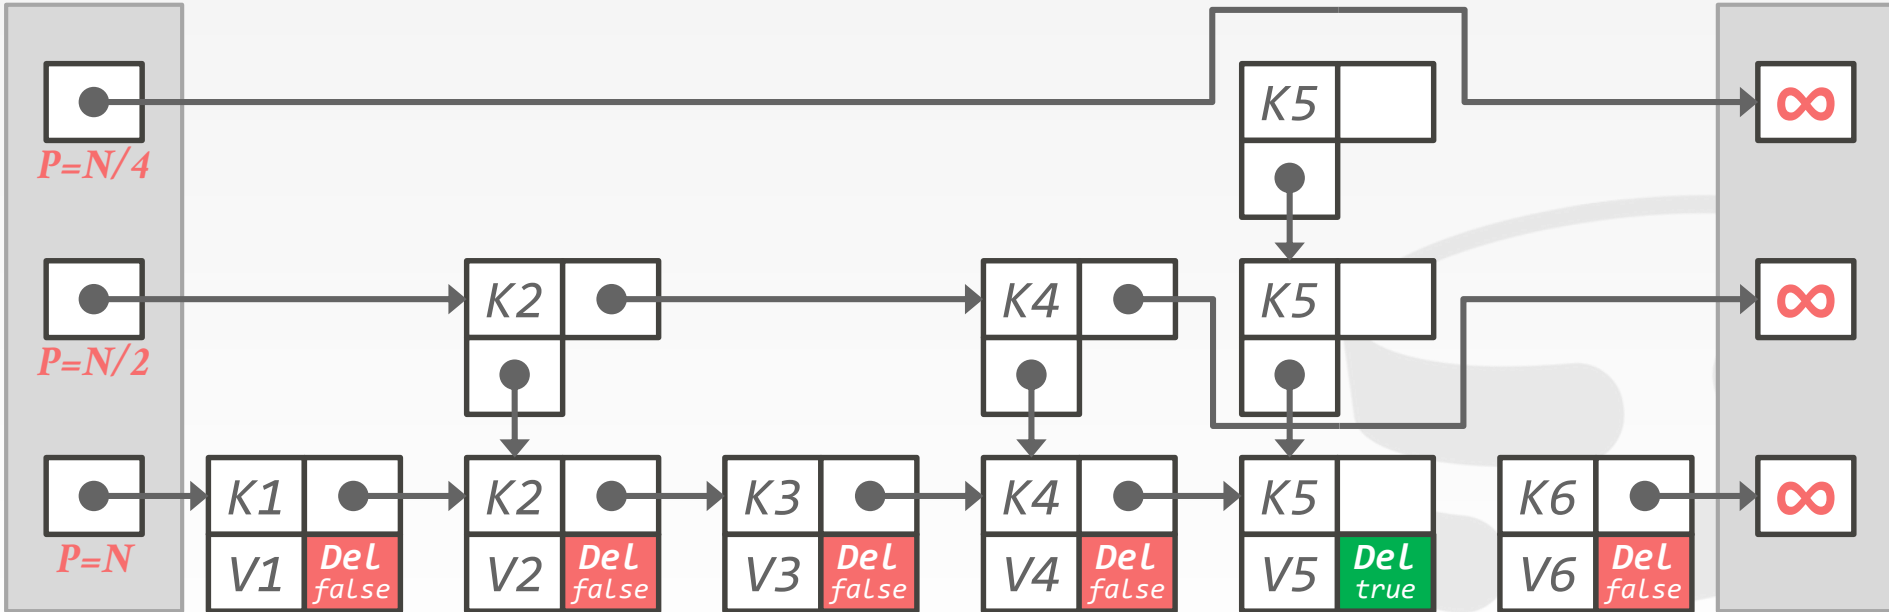 K5 ∞
P=N/4
K2 K4 K5 ∞
P=N/2
K1 K2 K3 K4 K5 K6 ∞
P=N
V1 Del false V2 Del false V3 Del false V4 Del false V5 Del true V6 Del false